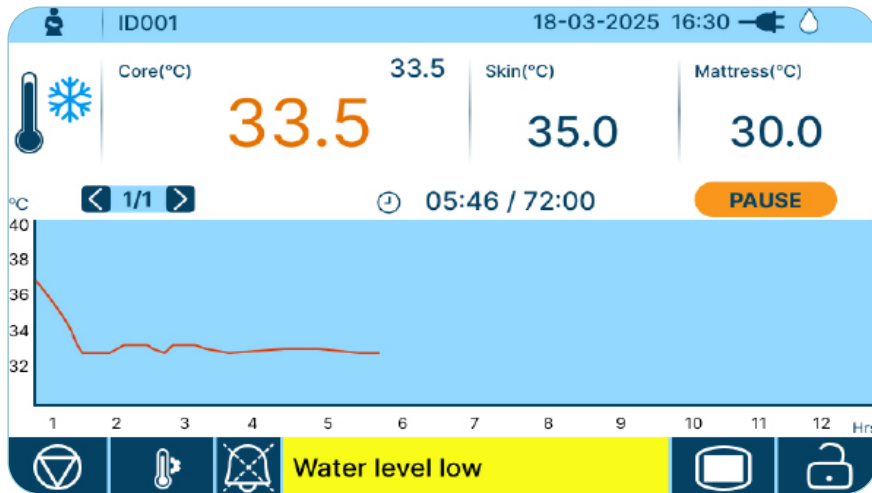 ID001 18-03-2025 16:30
Core(°C) 33.5 Skin(°C) Mattress(°C)
33.5 35.0 30.0
°C 1/1 05:46 / 72:00 PAUSE
40
38
36
34
32
1 2 3 4 5 6 7 8 9 10 11 12 Hrs
Water level low